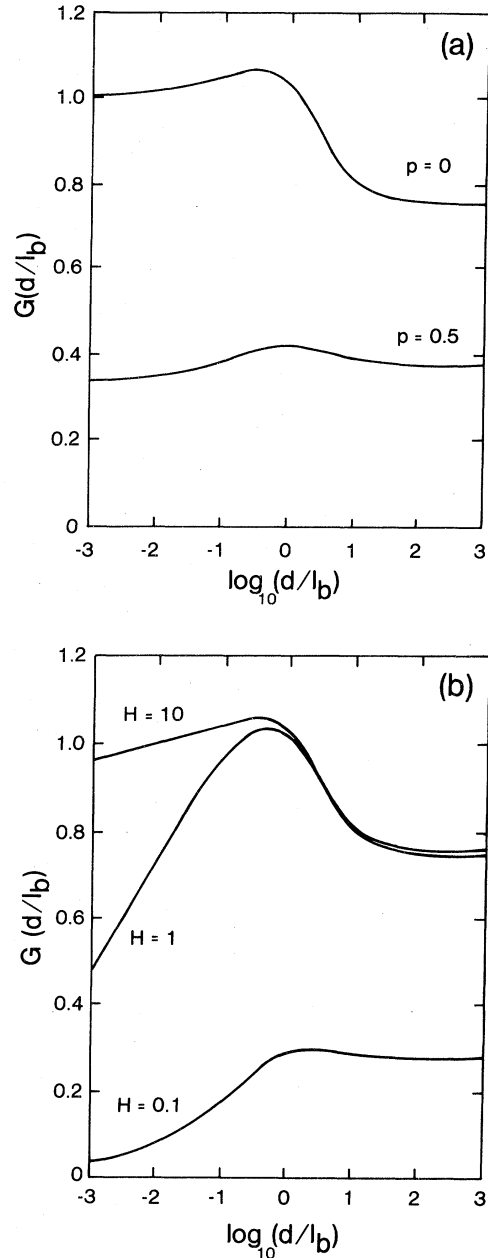 (a)
1.2
1.0
0.8
0.6
0.4
0.2
0
G(d/l_b)
p = 0
p = 0.5
-3 -2 -1 0 1 2 3
log_10(d/l_b)
(b)
1.2
1.0
0.8
0.6
0.4
0.2
0
G (d/l_b)
H = 10
H = 1
H = 0.1
-3 -2 -1 0 1 2 3
log_10(d/l_b)